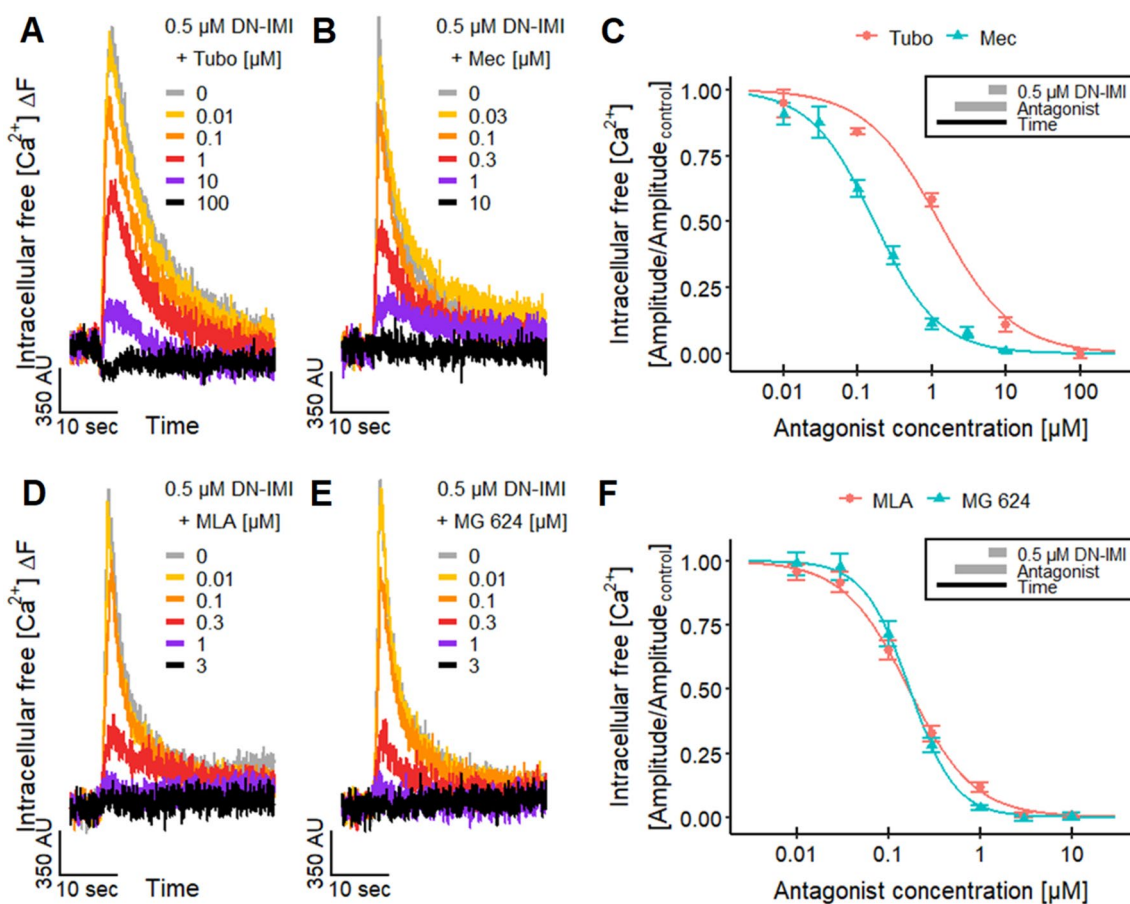 A
0.5 µM DN-IMI
+ Tubo [µM]
0
0.01
0.1
1
10
100
Intracellular free [Ca2+] ΔF
350 AU
10 sec
Time
B
0.5 µM DN-IMI
+ Mec [µM]
0
0.03
0.1
0.3
1
10
350 AU
10 sec
C
Tubo
Mec
0.5 µM DN-IMI
Antagonist
Time
Intracellular free [Ca2+]
[Amplitude/Amplitude control]
1.00
0.75
0.50
0.25
0.00
0.01
0.1
1
10
100
Antagonist concentration [µM]
D
0.5 µM DN-IMI
+ MLA [µM]
0
0.01
0.1
0.3
1
3
Intracellular free [Ca2+] ΔF
350 AU
10 sec
Time
E
0.5 µM DN-IMI
+ MG 624 [µM]
0
0.01
0.1
0.3
1
3
350 AU
10 sec
F
MLA
MG 624
0.5 µM DN-IMI
Antagonist
Time
Intracellular free [Ca2+]
[Amplitude/Amplitude control]
1.00
0.75
0.50
0.25
0.00
0.01
0.1
1
10
Antagonist concentration [µM]